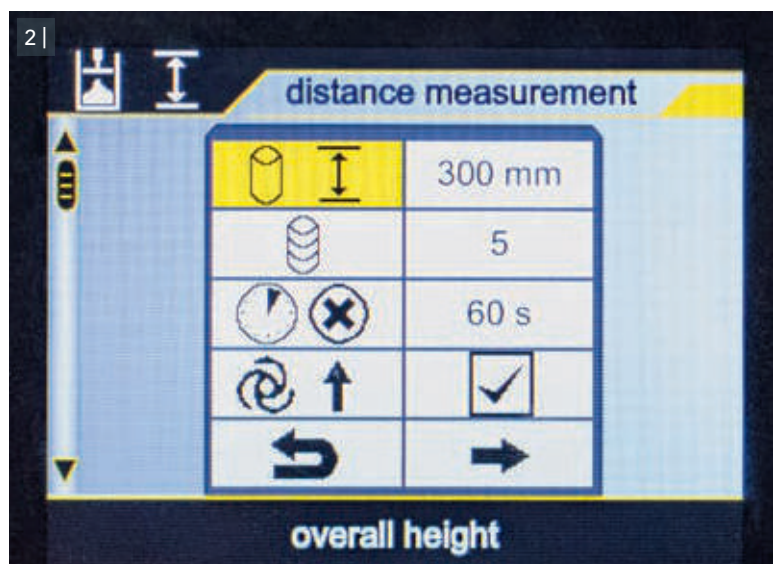 2|
distance measurement
300 mm
5
60 s
overall height